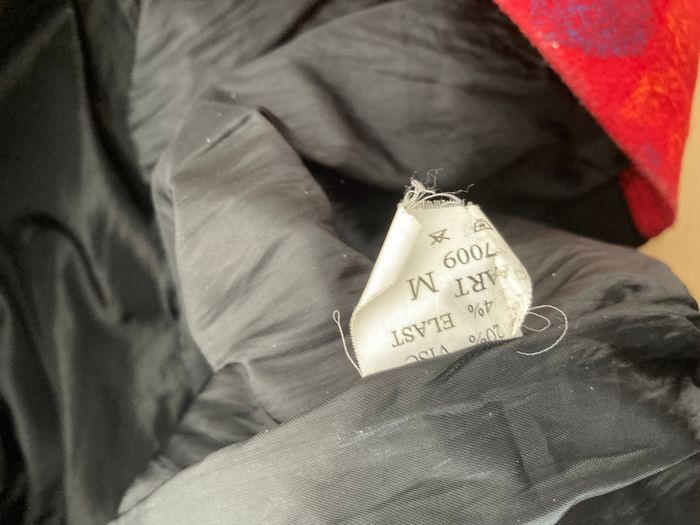 20% VISC
4% ELAST
ART M
7009